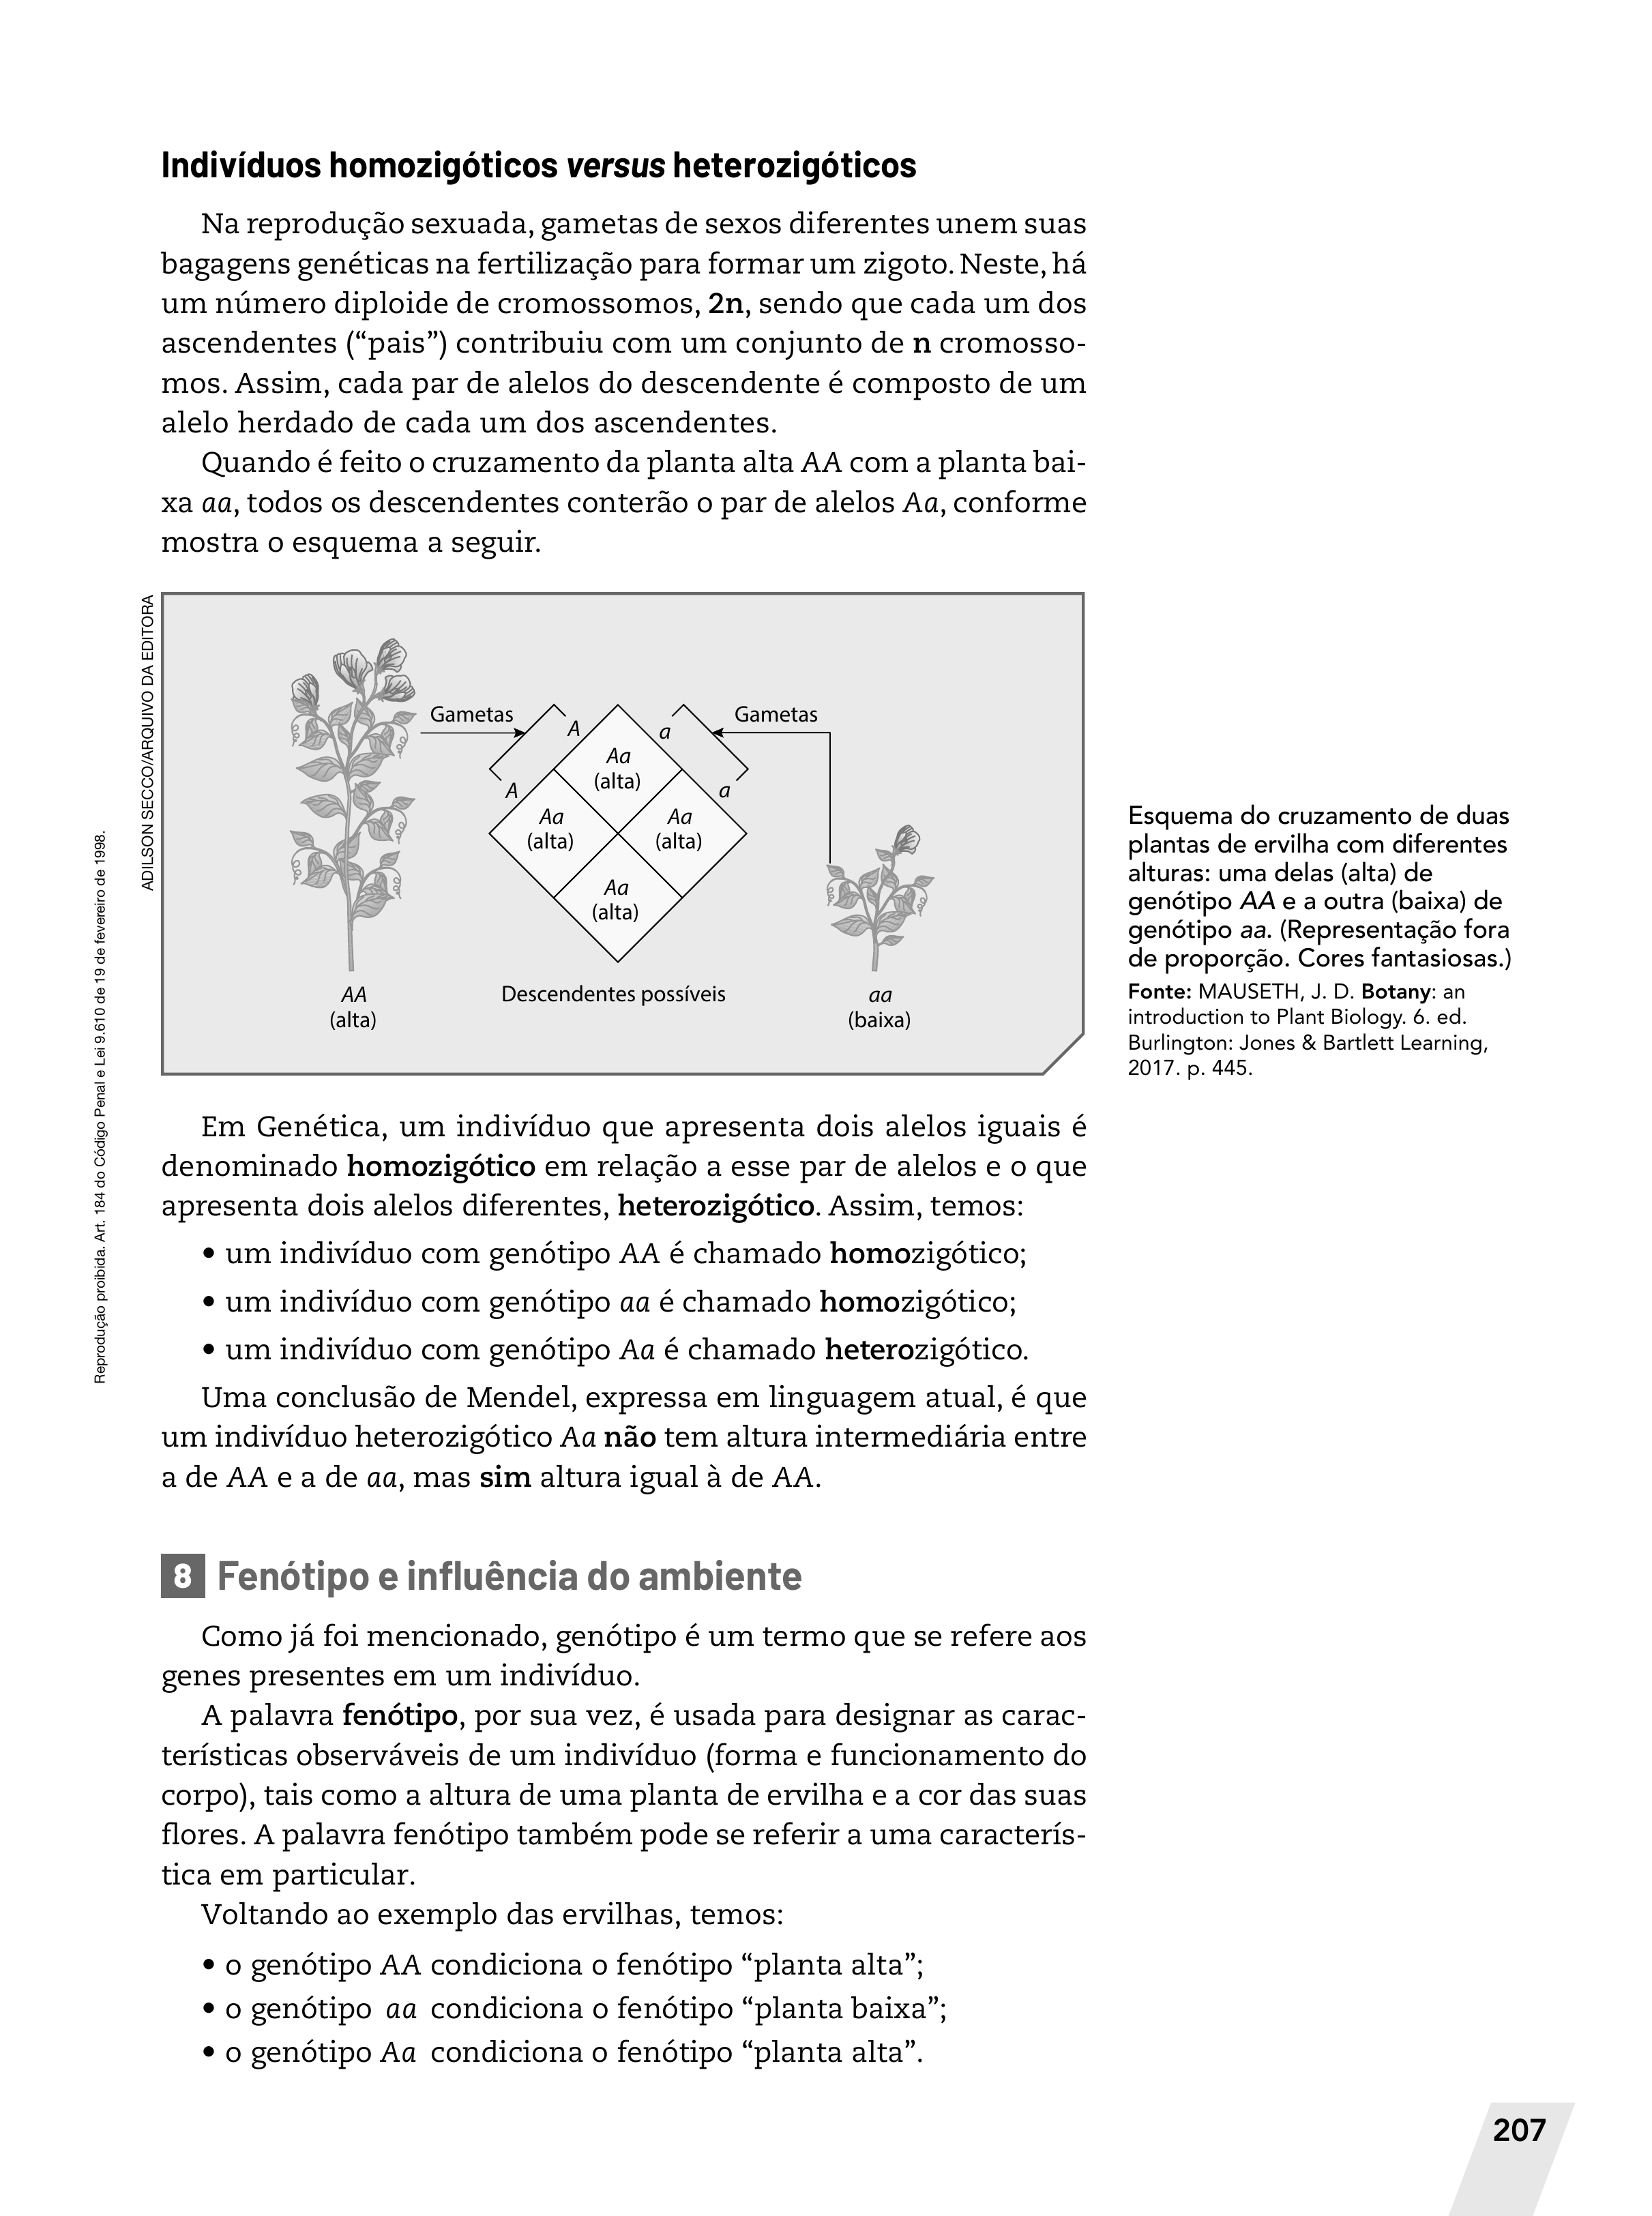 Indivíduos homozigóticos versus heterozigóticos
Na reprodução sexuada, gametas de sexos diferentes unem suas
bagagens genéticas na fertilização para formar um zigoto. Neste, há
um número diploide de cromossomos, 2n, sendo que cada um dos
ascendentes (“pais”) contribuiu com um conjunto de n cromosso-
mos. Assim, cada par de alelos do descendente é composto de um
alelo herdado de cada um dos ascendentes.
Quando é feito o cruzamento da planta alta AA com a planta bai-
xa aa, todos os descendentes conterão o par de alelos Aa, conforme
mostra o esquema a seguir.
ADILSON SECCO/ARQUIVO DA EDITORA
Gametas
A
A
a
a
Gametas
Aa
(alta)
Aa
(alta)
Aa
(alta)
Aa
(alta)
AA
(alta)
Descendentes possíveis
aa
(baixa)
Esquema do cruzamento de duas
plantas de ervilha com diferentes
alturas: uma delas (alta) de
genótipo AA e a outra (baixa) de
genótipo aa. (Representação fora
de proporção. Cores fantasiosas.)
Fonte: MAUSETH, J. D. Botany: an
introduction to Plant Biology. 6. ed.
Burlington: Jones & Bartlett Learning,
2017. p. 445.
Reprodução proibida. Art. 184 do Código Penal e Lei 9.610 de 19 de fevereiro de 1998.
Em Genética, um indivíduo que apresenta dois alelos iguais é
denominado homozigótico em relação a esse par de alelos e o que
apresenta dois alelos diferentes, heterozigótico. Assim, temos:
• um indivíduo com genótipo AA é chamado homozigótico;
• um indivíduo com genótipo aa é chamado homozigótico;
• um indivíduo com genótipo Aa é chamado heterozigótico.
Uma conclusão de Mendel, expressa em linguagem atual, é que
um indivíduo heterozigótico Aa não tem altura intermediária entre
a de AA e a de aa, mas sim altura igual à de AA.
8 Fenótipo e influência do ambiente
Como já foi mencionado, genótipo é um termo que se refere aos
genes presentes em um indivíduo.
A palavra fenótipo, por sua vez, é usada para designar as carac-
terísticas observáveis de um indivíduo (forma e funcionamento do
corpo), tais como a altura de uma planta de ervilha e a cor das suas
flores. A palavra fenótipo também pode se referir a uma caracterís-
tica em particular.
Voltando ao exemplo das ervilhas, temos:
• o genótipo AA condiciona o fenótipo “planta alta”;
• o genótipo aa condiciona o fenótipo “planta baixa”;
• o genótipo Aa condiciona o fenótipo “planta alta”.
207